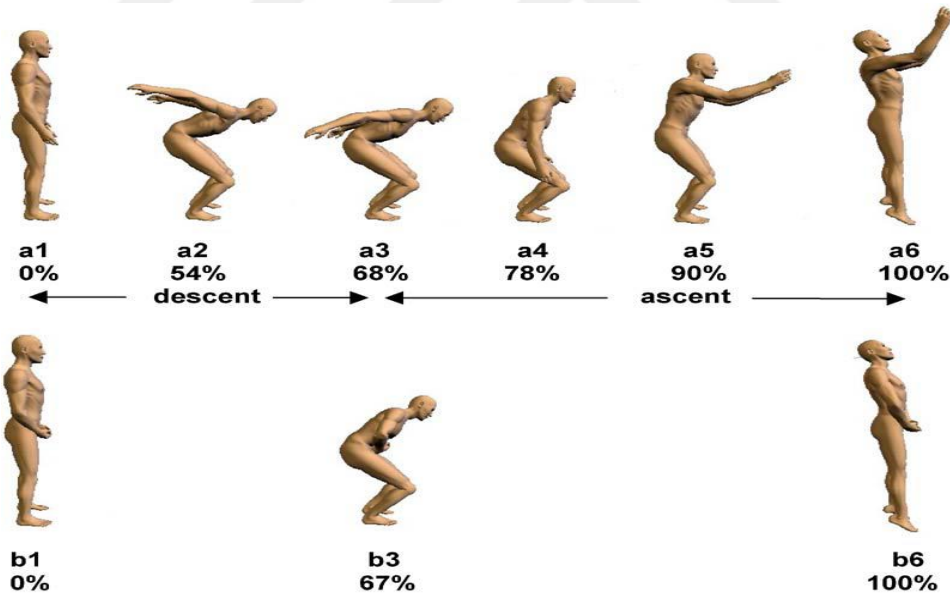 a1 a2 a3 a4 a5 a6
0% 54% 68% 78% 90% 100%
descent ascent
b1 b3 b6
0% 67% 100%